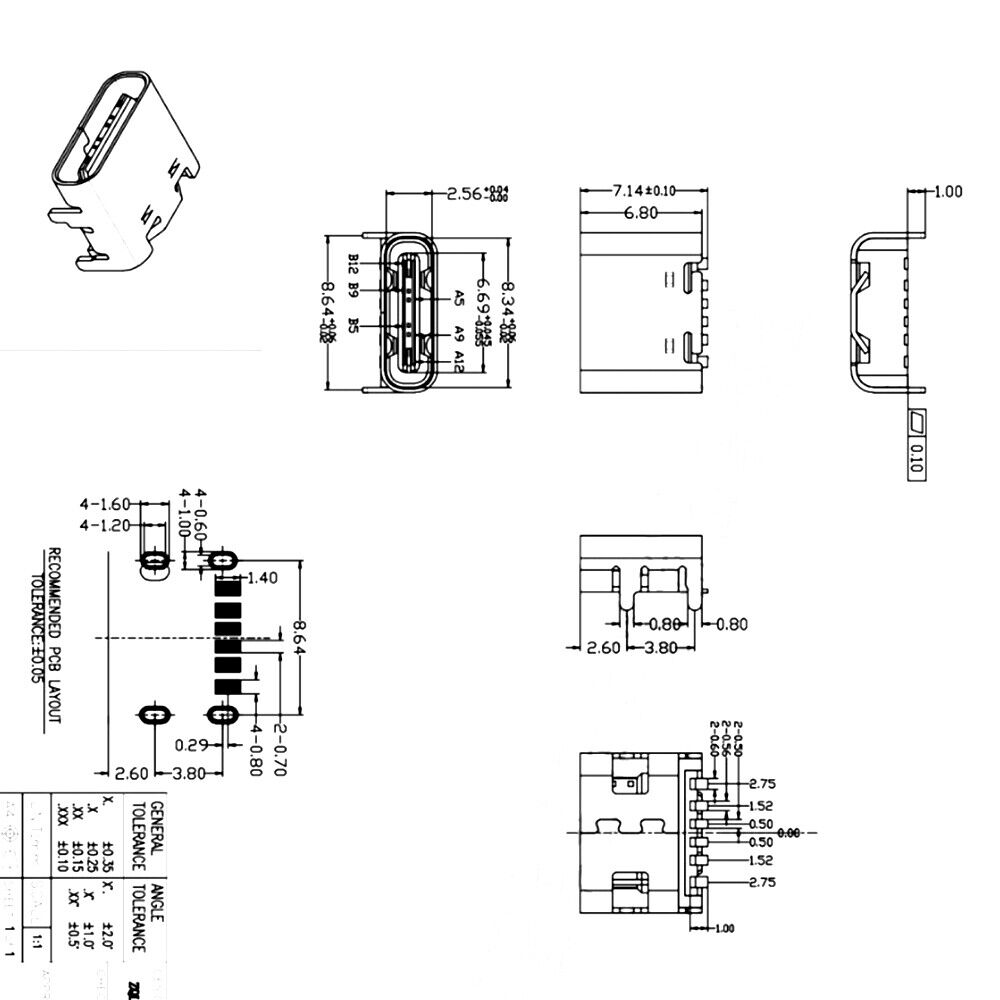 1.00
0.10
7.14±0.10
6.80
0.80
0.80
3.80
2.60
2.75
1.52
0.50
0.00
0.50
1.52
2.75
2-0.50
2-0.56
2-0.60
1.00
8.34 +0.06 -0.02
6.69 +0.045 -0.055
2.56 +0.04 -0.00
A5 A9 A12
B12 B9 B5
8.64 +0.06 -0.02
8.64
2-0.70
4-0.80
1.40
4-0.60
4-1.00
0.29
3.80
4-1.60
4-1.20
2.60
RECOMMENDED PCB LAYOUT
TOLERANCE:±0.05
GENERAL TOLERANCE
ANGLE TOLERANCE
X. ±0.35 X°. ±2.0°
.X ±0.25 .X° ±1.0°
.XX ±0.15 .XX° ±0.5°
.XXX ±0.10
SCALE 1:1
A4 SHEET 1 OF 1